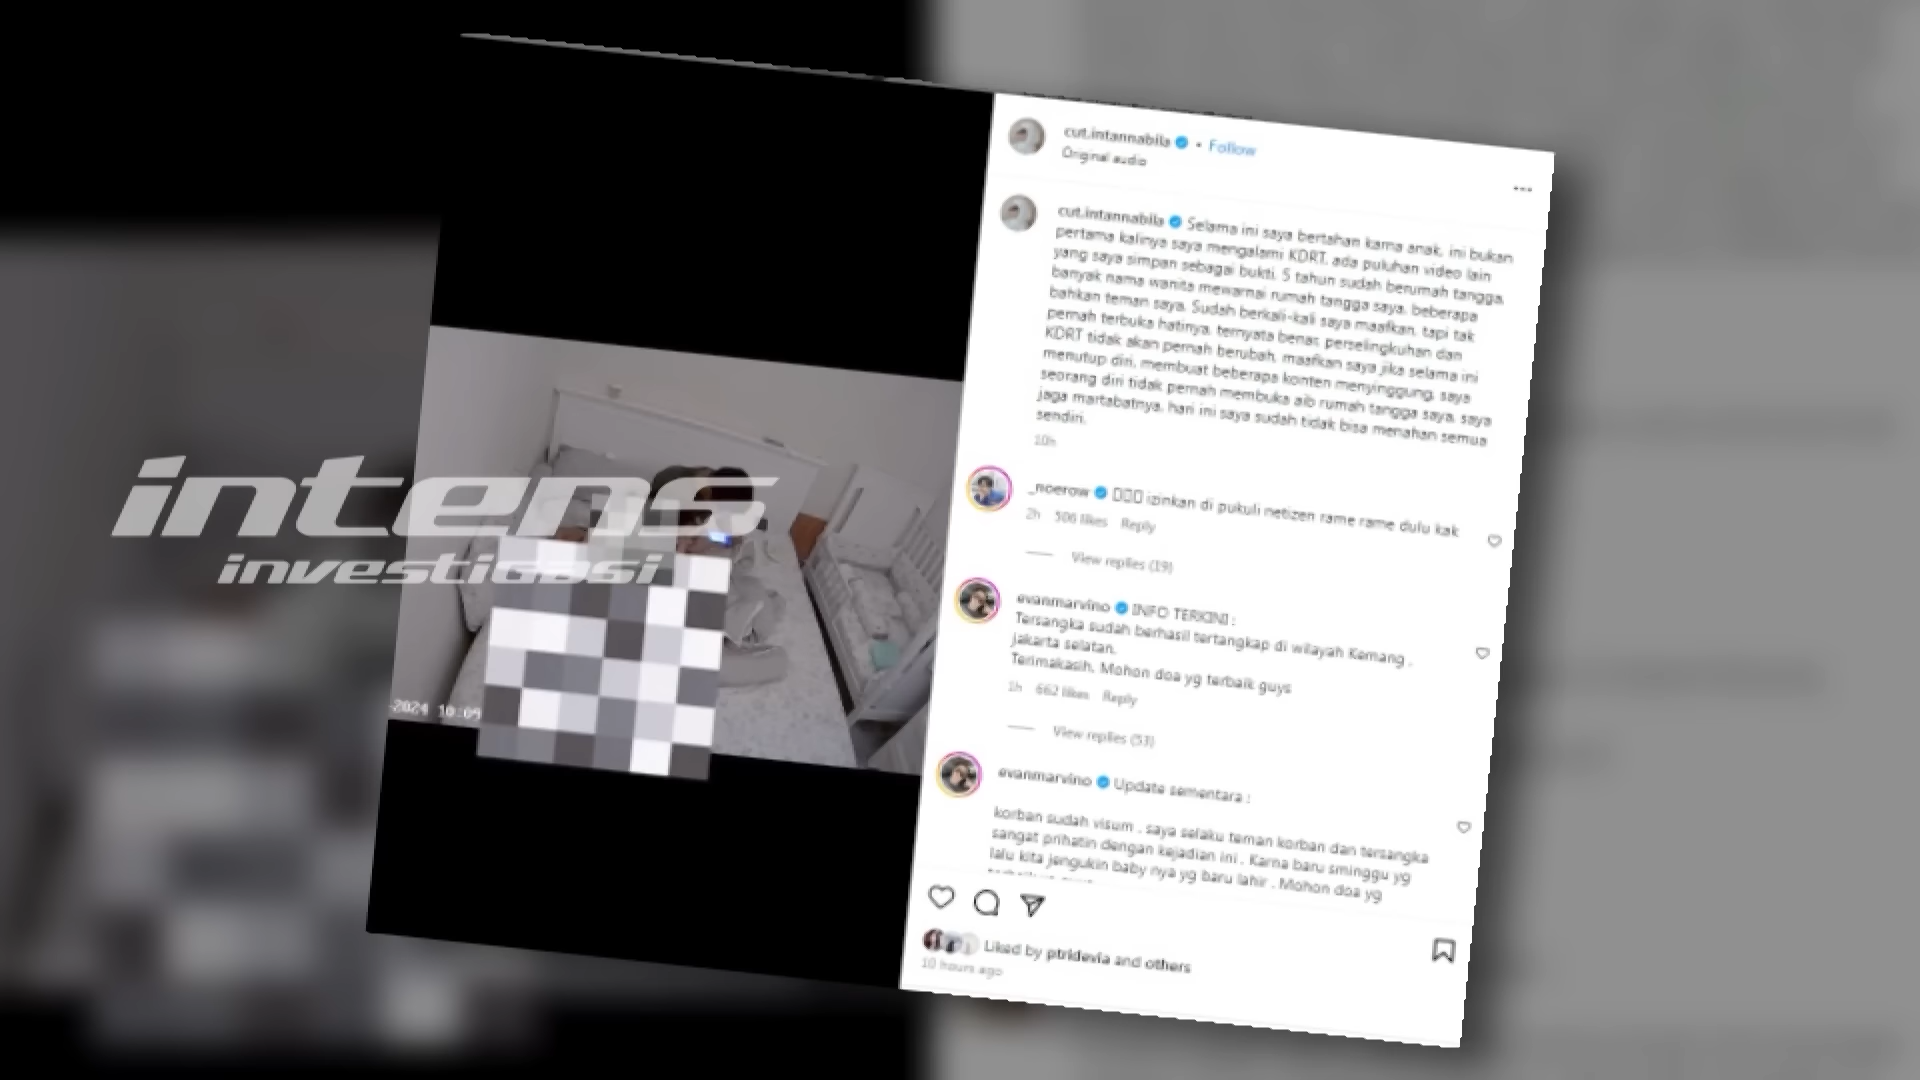 intens
investigasi
-2024 10:09
cut.intannabila • Follow
Original audio
cut.intannabila Selama ini saya bertahan karna anak, ini bukan
pertama kalinya saya mengalami KDRT, ada puluhan video lain
yang saya simpan sebagai bukti. 5 tahun sudah berumah tangga,
banyak nama wanita mewarnai rumah tangga saya, beberapa
bahkan teman saya. Sudah berkali-kali saya maafkan, tapi tak
pernah terbuka hatinya, ternyata benar, perselingkuhan dan
KDRT tidak akan pernah berubah, maafkan saya jika selama ini
menutup diri, membuat beberapa konten menyinggung, saya
seorang diri tidak pernah membuka aib rumah tangga saya, saya
jaga martabatnya, hari ini saya sudah tidak bisa menahan semua
sendiri.
10h
_noerow izinkan di pukuli netizen rame rame dulu kak
2h 506 likes Reply
View replies (19)
evanmarvino INFO TERKINI :
Tersangka sudah berhasil tertangkap di wilayah Kemang ,
jakarta selatan.
Terimakasih. Mohon doa yg terbaik guys
1h 662 likes Reply
View replies (53)
evanmarvino Update sementara :
korban sudah visum . saya selaku teman korban dan tersangka
sangat prihatin dengan kejadian ini . Karna baru sminggu yg
lalu kita jengukin baby nya yg baru lahir . Mohon doa yg
Liked by ptridevia and others
10 hours ago